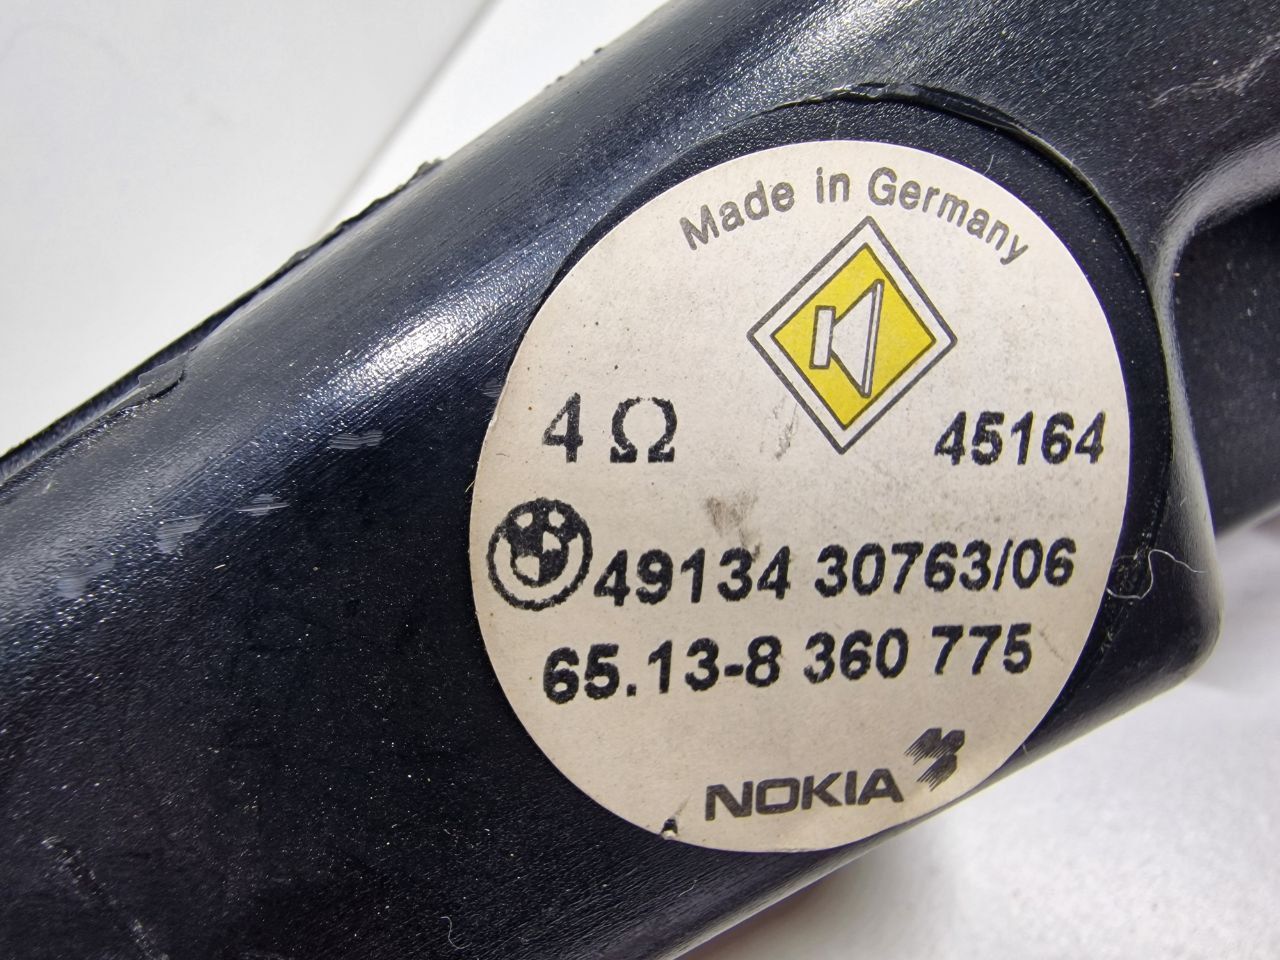 Made in Germany
4 Ω
45164
49134 30763/06
65.13-8 360 775
NOKIA